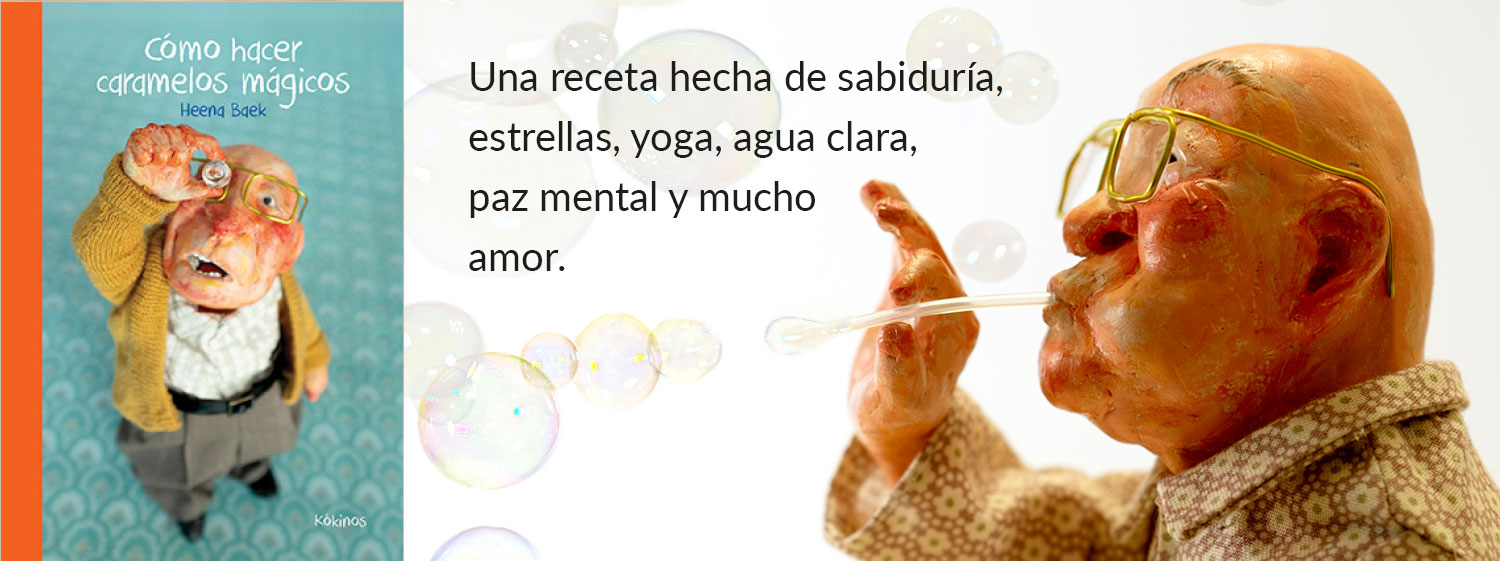 Cómo hacer
caramelos mágicos
Heena Baek
Kókinos
Una receta hecha de sabiduría,
estrellas, yoga, agua clara,
paz mental y mucho
amor.